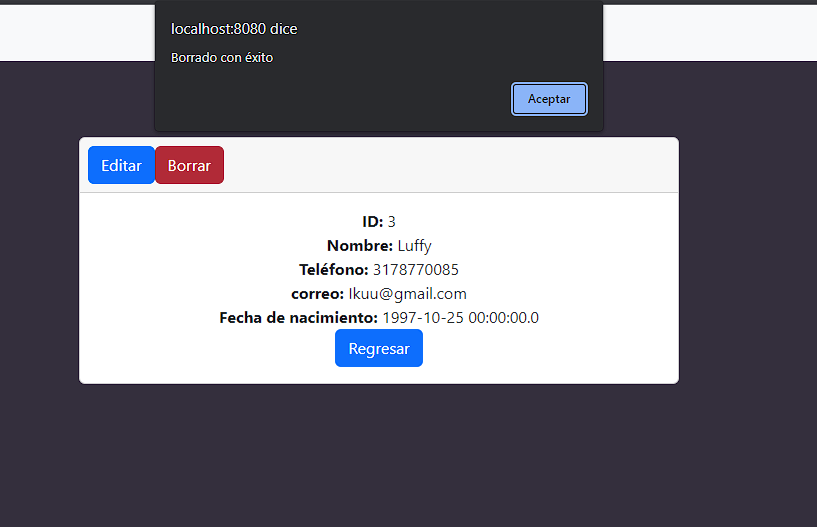 localhost:8080 dice
Borrado con éxito
Aceptar
Editar Borrar
ID: 3
Nombre: Luffy
Teléfono: 3178770085
correo: Ikuu@gmail.com
Fecha de nacimiento: 1997-10-25 00:00:00.0
Regresar